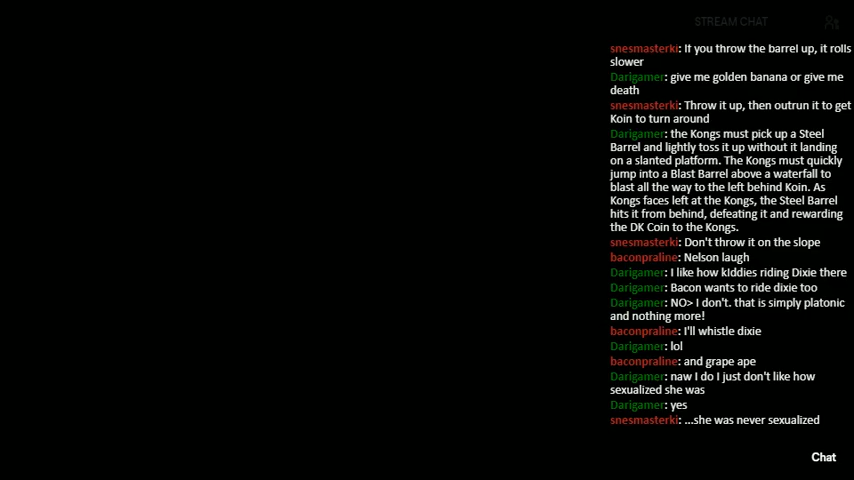 STREAM CHAT
snesmasterki: If you throw the barrel up, it rolls
slower
Darigamer: give me golden banana or give me
death
snesmasterki: Throw it up, then outrun it to get
Koin to turn around
Darigamer: the Kongs must pick up a Steel
Barrel and lightly toss it up without it landing
on a slanted platform. The Kongs must quickly
jump into a Blast Barrel above a waterfall to
blast all the way to the left behind Koin. As
Kongs faces left at the Kongs, the Steel Barrel
hits it from behind, defeating it and rewarding
the DK Coin to the Kongs.
snesmasterki: Don't throw it on the slope
baconpraline: Nelson laugh
Darigamer: I like how kIddies riding Dixie there
Darigamer: Bacon wants to ride dixie too
Darigamer: NO> I don't. that is simply platonic
and nothing more!
baconpraline: I'll whistle dixie
Darigamer: lol
baconpraline: and grape ape
Darigamer: naw I do I just don't like how
sexualized she was
Darigamer: yes
snesmasterki: ...she was never sexualized
Chat